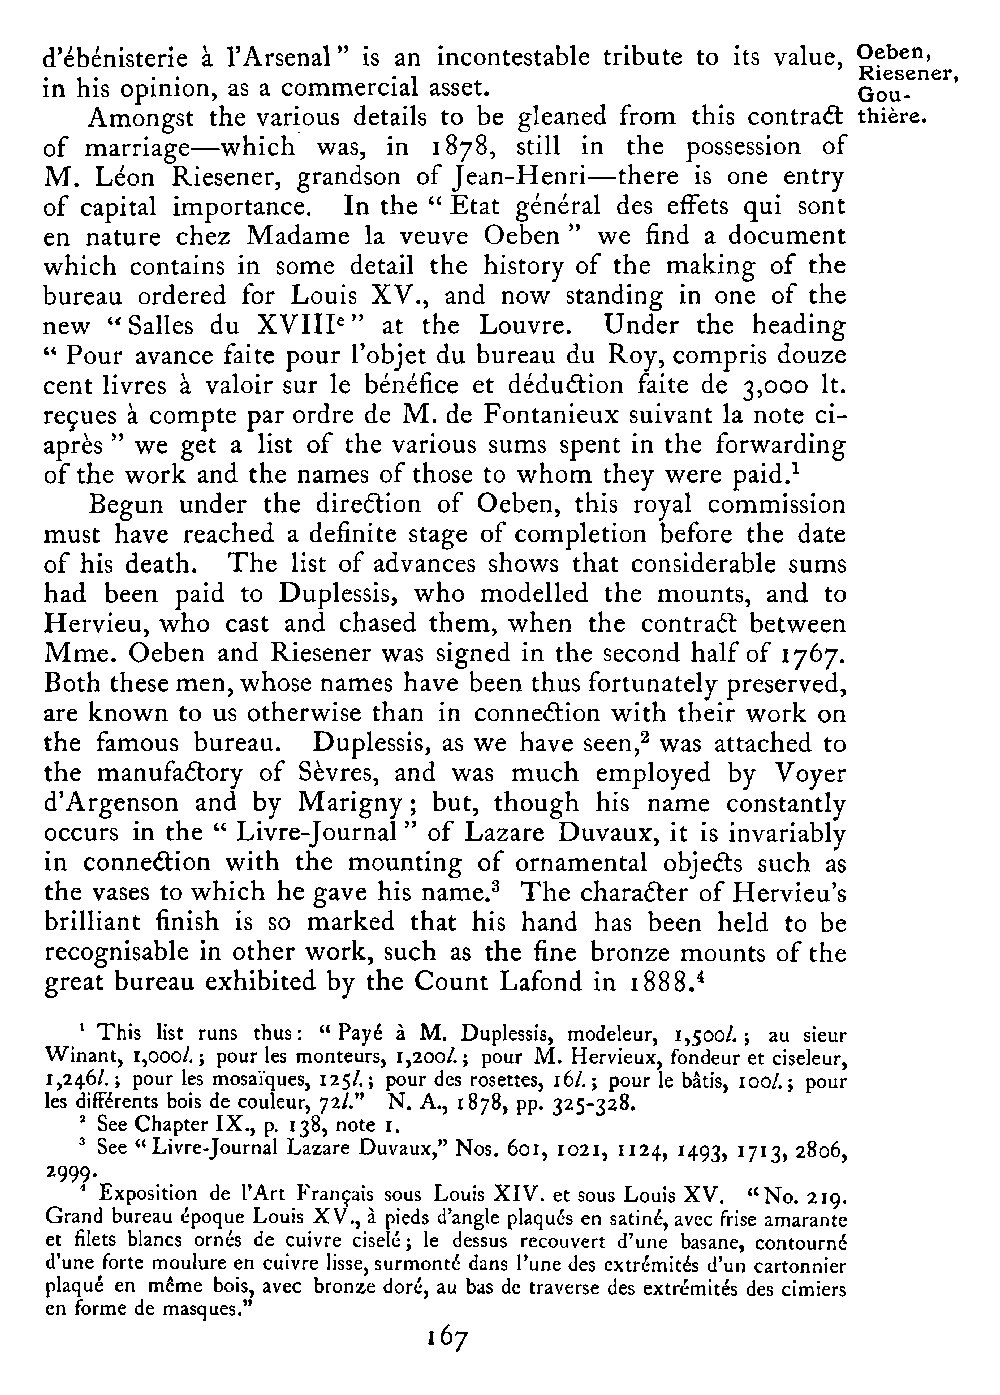 d'ébénisterie à l'Arsenal" is an incontestable tribute to its value,
in his opinion, as a commercial asset.
Oeben,
Riesener,
Gou-
thière.
Amongst the various details to be gleaned from this contract
of marriage—which was, in 1878, still in the possession of
M. Léon Riesener, grandson of Jean-Henri—there is one entry
of capital importance. In the "Etat général des effets qui sont
en nature chez Madame la veuve Oeben" we find a document
which contains in some detail the history of the making of the
bureau ordered for Louis XV., and now standing in one of the
new "Salles du XVIIIe" at the Louvre. Under the heading
"Pour avance faite pour l'objet du bureau du Roy, compris douze
cent livres à valoir sur le bénéfice et déduction faite de 3,000 lt.
reçues à compte par ordre de M. de Fontanieux suivant la note ci-
après" we get a list of the various sums spent in the forwarding
of the work and the names of those to whom they were paid.¹
Begun under the direction of Oeben, this royal commission
must have reached a definite stage of completion before the date
of his death. The list of advances shows that considerable sums
had been paid to Duplessis, who modelled the mounts, and to
Hervieu, who cast and chased them, when the contract between
Mme. Oeben and Riesener was signed in the second half of 1767.
Both these men, whose names have been thus fortunately preserved,
are known to us otherwise than in connection with their work on
the famous bureau. Duplessis, as we have seen,² was attached to
the manufactory of Sèvres, and was much employed by Voyer
d'Argenson and by Marigny; but, though his name constantly
occurs in the "Livre-Journal" of Lazare Duvaux, it is invariably
in connection with the mounting of ornamental objects such as
the vases to which he gave his name.³ The character of Hervieu's
brilliant finish is so marked that his hand has been held to be
recognisable in other work, such as the fine bronze mounts of the
great bureau exhibited by the Count Lafond in 1888.⁴
¹ This list runs thus: "Payé à M. Duplessis, modeleur, 1,500l.; au sieur
Winant, 1,000l.; pour les monteurs, 1,200l.; pour M. Hervieux, fondeur et ciseleur,
1,246l.; pour les mosaïques, 125l.; pour des rosettes, 16l.; pour le bâtis, 100l.; pour
les différents bois de couleur, 72l." N. A., 1878, pp. 325-328.
² See Chapter IX., p. 138, note 1.
³ See "Livre-Journal Lazare Duvaux," Nos. 601, 1021, 1124, 1493, 1713, 2806,
2999.
⁴ Exposition de l'Art Français sous Louis XIV. et sous Louis XV. "No. 219.
Grand bureau époque Louis XV., à pieds d'angle plaqués en satiné, avec frise amarante
et filets blancs ornés de cuivre ciselé; le dessus recouvert d'une basane, contourné
d'une forte moulure en cuivre lisse, surmonté dans l'une des extrémités d'un cartonnier
plaqué en même bois, avec bronze doré, au bas de traverse des extrémités des cimiers
en forme de masques."
167